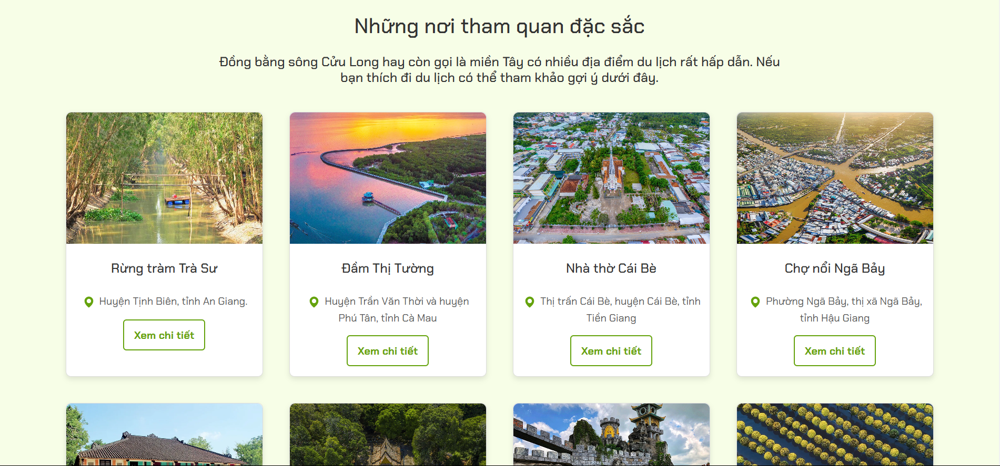 Những nơi tham quan đặc sắc
Đồng bằng sông Cửu Long hay còn gọi là miền Tây có nhiều địa điểm du lịch rất hấp dẫn. Nếu
bạn thích đi du lịch có thể tham khảo gợi ý dưới đây.
Rừng tràm Trà Sư
Huyện Tịnh Biên, tỉnh An Giang.
Xem chi tiết
Đầm Thị Tường
Huyện Trần Văn Thời và huyện
Phú Tân, tỉnh Cà Mau
Xem chi tiết
Nhà thờ Cái Bè
Thị trấn Cái Bè, huyện Cái Bè, tỉnh
Tiền Giang
Xem chi tiết
Chợ nổi Ngã Bảy
Phường Ngã Bảy, thị xã Ngã Bảy,
tỉnh Hậu Giang
Xem chi tiết